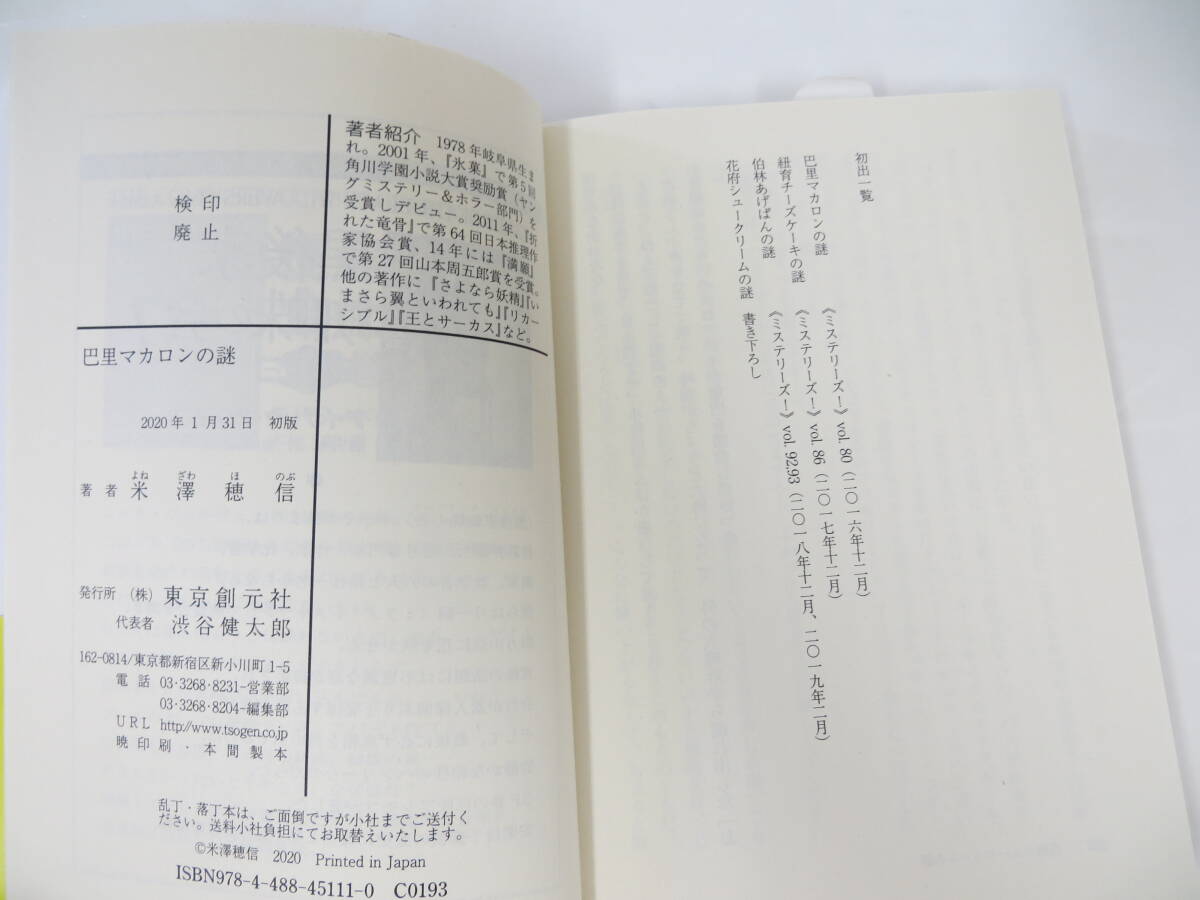 初出一覧
巴里マカロンの謎　《ミステリーズ！》vol. 80（二〇一六年十二月）
紐育チーズケーキの謎　《ミステリーズ！》vol. 86（二〇一七年十二月）
伯林あげぱんの謎　《ミステリーズ！》vol. 92,93（二〇一八年十二月、二〇一九年二月）
花府シュークリームの謎　書き下ろし
検印
廃止
著者紹介　1978年岐阜県生ま
れ。2001年、『氷菓』で第5回
角川学園小説大賞奨励賞（ヤン
グミステリー＆ホラー部門）を
受賞しデビュー。2011年、『折
れた竜骨』で第64回日本推理作
家協会賞、14年には『満願』
で第27回山本周五郎賞を受賞。
他の著作に『さよなら妖精』『い
まさら翼といわれても』『リカー
シブル』『王とサーカス』など。
巴里マカロンの謎
2020年1月31日　初版
よね　ざわ　ほ　のぶ
著者　米澤穂信
発行所　（株）東京創元社
代表者　渋谷健太郎
162-0814/東京都新宿区新小川町1-5
電話　03・3268・8231-営業部
03・3268・8204-編集部
URL　http://www.tsogen.co.jp
暁印刷・本間製本
乱丁・落丁本は、ご面倒ですが小社までご送付く
ださい。送料小社負担にてお取替えいたします。
©米澤穂信　2020　Printed in Japan
ISBN978-4-488-45111-0　C0193